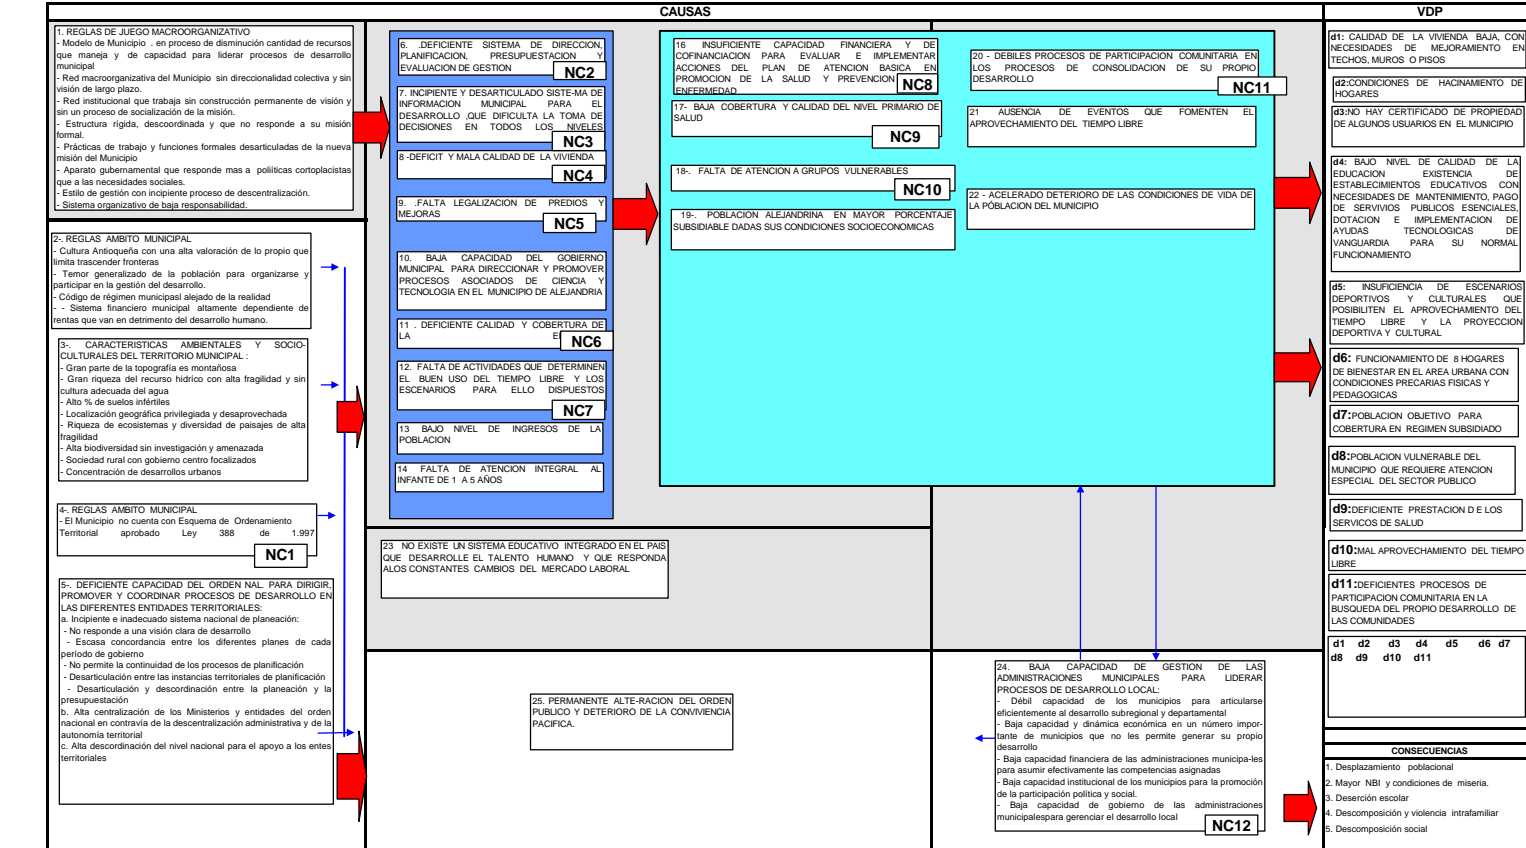 CAUSAS
VDP
1. REGLAS DE JUEGO MACROORGANIZATIVO
- Modelo de Municipio . en proceso de disminución cantidad de recursos
que maneja y de capacidad para liderar procesos de desarrollo
municipal
- Red macroorganizativa del Municipio sin direccionalidad colectiva y sin
visión de largo plazo.
- Red institucional que trabaja sin construcción permanente de visión y
sin un proceso de socialización de la misión.
- Estructura rígida, descoordinada y que no responde a su misión
formal.
- Prácticas de trabajo y funciones formales desarticuladas de la nueva
misión del Municipio
- Aparato gubernamental que responde mas a poliíticas cortoplacistas
que a las necesidades sociales.
- Estilo de gestión con incipiente proceso de descentralización.
- Sistema organizativo de baja responsabilidad.
2-. REGLAS AMBITO MUNICIPAL
- Cultura Antioqueña con una alta valoración de lo propio que
limita trascender fronteras
- Temor generalizado de la población para organizarse y
participar en la gestión del desarrollo.
- Código de régimen municipasl alejado de la realidad
- - Sistema financiero municipal altamente dependiente de
rentas que van en detrimento del desarrollo humano.
3-. CARACTERISTICAS AMBIENTALES Y SOCIO-
CULTURALES DEL TERRITORIO MUNICIPAL :
- Gran parte de la topografía es montañosa
- Gran riqueza del recurso hidríco con alta fragilidad y sin
cultura adecuada del agua
- Alto % de suelos infértiles
- Localización geográfica privilegiada y desaprovechada
- Riqueza de ecosistemas y diversidad de paisajes de alta
fragilidad
- Alta biodiversidad sin investigación y amenazada
- Sociedad rural con gobierno centro focalizados
- Concentración de desarrollos urbanos
4-. REGLAS AMBITO MUNICIPAL
- El Municipio no cuenta con Esquema de Ordenamiento
Territorial aprobado Ley 388 de 1.997
NC1
5-. DEFICIENTE CAPACIDAD DEL ORDEN NAL. PARA DIRIGIR,
PROMOVER Y COORDINAR PROCESOS DE DESARROLLO EN
LAS DIFERENTES ENTIDADES TERRITORIALES:
a. Incipiente e inadecuado sistema nacional de planeación:
- No responde a una visión clara de desarrollo
- Escasa concordancia entre los diferentes planes de cada
período de gobierno
- No permite la continuidad de los procesos de planificación
- Desarticulación entre las instancias territoriales de planificación
- Desarticulación y descordinación entre la planeación y la
presupuestación
b. Alta centralización de los Ministerios y entidades del orden
nacional en contravía de la descentralización administrativa y de la
autonomía territorial
c. Alta descordinación del nivel nacional para el apoyo a los entes
territoriales
6. .DEFICIENTE SISTEMA DE DIRECCION,
PLANIFICACION, PRESUPUESTACION Y
EVALUACION DE GESTION
NC2
7. INCIPIENTE Y DESARTICULADO SISTE-MA DE
INFORMACION MUNICIPAL PARA EL
DESARROLLO ,QUE DIFICULTA LA TOMA DE
DECISIONES EN TODOS LOS NIVELES
NC3
8 -DEFICIT Y MALA CALIDAD DE LA VIVIENDA
NC4
9. .FALTA LEGALIZACION DE PREDIOS Y
MEJORAS
NC5
10. BAJA CAPACIDAD DEL GOBIERNO
MUNICIPAL PARA DIRECCIONAR Y PROMOVER
PROCESOS ASOCIADOS DE CIENCIA Y
TECNOLOGIA EN EL MUNICIPIO DE ALEJANDRIA
11 . DEFICIENTE CALIDAD Y COBERTURA DE
LA
NC6
12. FALTA DE ACTIVIDADES QUE DETERMINEN
EL BUEN USO DEL TIEMPO LIBRE Y LOS
ESCENARIOS PARA ELLO DISPUESTOS
NC7
13 BAJO NIVEL DE INGRESOS DE LA
POBLACION
14 FALTA DE ATENCION INTEGRAL AL
INFANTE DE 1 A 5 AÑOS
16 INSUFICIENTE CAPACIDAD FINANCIERA Y DE
COFINANCIACION PARA EVALUAR E IMPLEMENTAR
ACCIONES DEL PLAN DE ATENCION BASICA EN
PROMOCION DE LA SALUD Y PREVENCION
ENFERMEDAD
NC8
17- BAJA COBERTURA Y CALIDAD DEL NIVEL PRIMARIO DE
SALUD
NC9
18-. FALTA DE ATENCION A GRUPOS VULNERABLES
NC10
19-. POBLACION ALEJANDRINA EN MAYOR PORCENTAJE
SUBSIDIABLE DADAS SUS CONDICIONES SOCIOECONOMICAS
20 - DEBILES PROCESOS DE PARTICIPACION COMUNITARIA EN
LOS PROCESOS DE CONSOLIDACION DE SU PROPIO
DESARROLLO
NC11
21 AUSENCIA DE EVENTOS QUE FOMENTEN EL
APROVECHAMIENTO DEL TIEMPO LIBRE
22 - ACELERADO DETERIORO DE LAS CONDICIONES DE VIDA DE
LA PÓBLACION DEL MUNICIPIO
23 NO EXISTE UN SISTEMA EDUCATIVO INTEGRADO EN EL PAIS
QUE DESARROLLE EL TALENTO HUMANO Y QUE RESPONDA
ALOS CONSTANTES CAMBIOS DEL MERCADO LABORAL
25. PERMANENTE ALTE-RACION DEL ORDEN
PUBLICO Y DETERIORO DE LA CONVIVIENCIA
PACIFICA.
24. BAJA CAPACIDAD DE GESTION DE LAS
ADMINISTRACIONES MUNICIPALES PARA LIDERAR
PROCESOS DE DESARROLLO LOCAL:
- Débil capacidad de los municipios para articularse
eficientemente al desarrollo subregional y departamental
- Baja capacidad y dinámica económica en un número impor-
tante de municipios que no les permite generar su propio
desarrollo
- Baja capacidad financiera de las administraciones municipa-les
para asumir efectivamente las competencias asignadas
- Baja capacidad institucional de los municipios para la promoción
de la participación política y social.
- Baja capacidad de gobierno de las administraciones
municipalespara gerenciar el desarrollo local
NC12
d1: CALIDAD DE LA VIVIENDA BAJA, CON
NECESIDADES DE MEJORAMIENTO EN
TECHOS, MUROS O PISOS
d2:CONDICIONES DE HACINAMIENTO DE
HOGARES
d3:NO HAY CERTIFICADO DE PROPIEDAD
DE ALGUNOS USUARIOS EN EL MUNICIPIO
d4: BAJO NIVEL DE CALIDAD DE LA
EDUCACION EXISTENCIA DE
ESTABLECIMIENTOS EDUCATIVOS CON
NECESIDADES DE MANTENIMIENTO, PAGO
DE SERVIVIOS PUBLICOS ESENCIALES,
DOTACION E IMPLEMENTACION DE
AYUDAS TECNOLOGICAS DE
VANGUARDIA PARA SU NORMAL
FUNCIONAMIENTO
d5: INSUFICIENCIA DE ESCENARIOS
DEPORTIVOS Y CULTURALES QUE
POSIBILITEN EL APROVECHAMIENTO DEL
TIEMPO LIBRE Y LA PROYECCION
DEPORTIVA Y CULTURAL
d6: FUNCIONAMIENTO DE 8 HOGARES
DE BIENESTAR EN EL AREA URBANA CON
CONDICIONES PRECARIAS FISICAS Y
PEDAGOGICAS
d7:POBLACION OBJETIVO PARA
COBERTURA EN REGIMEN SUBSIDIADO
d8:POBLACION VULNERABLE DEL
MUNICIPIO QUE REQUIERE ATENCION
ESPECIAL DEL SECTOR PUBLICO
d9:DEFICIENTE PRESTACION D E LOS
SERVICOS DE SALUD
d10:MAL APROVECHAMIENTO DEL TIEMPO
LIBRE
d11:DEFICIENTES PROCESOS DE
PARTICIPACION COMUNITARIA EN LA
BUSQUEDA DEL PROPIO DESARROLLO DE
LAS COMUNIDADES
d1 d2 d3 d4 d5 d6 d7
d8 d9 d10 d11
CONSECUENCIAS
1. Desplazamiento poblacional
2. Mayor NBI y condiciones de miseria.
3. Deserción escolar
4. Descomposición y violencia intrafamiliar
5. Descomposición social